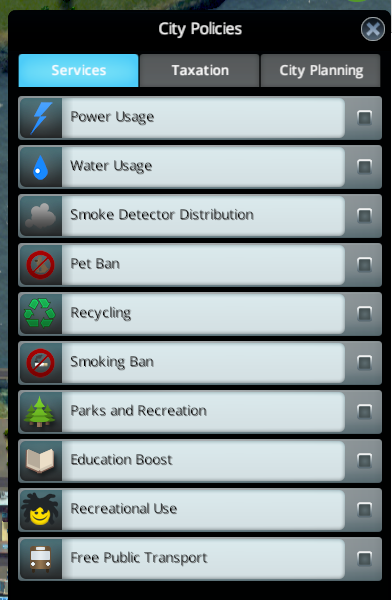 City Policies
Services
Taxation
City Planning
Power Usage
Water Usage
Smoke Detector Distribution
Pet Ban
Recycling
Smoking Ban
Parks and Recreation
Education Boost
Recreational Use
Free Public Transport